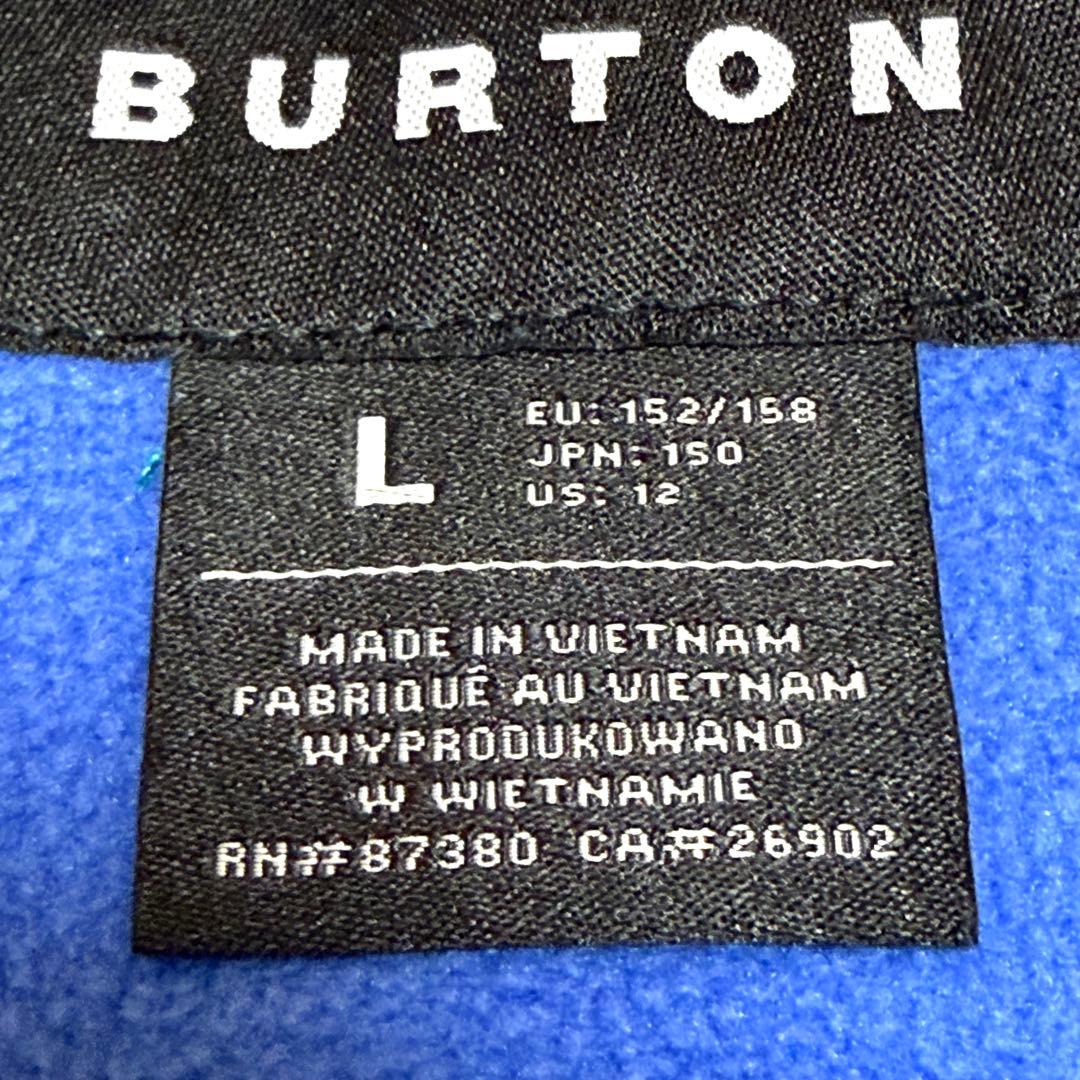 BURTON
L
EU: 152/158
JPN: 150
US: 12
MADE IN VIETNAM
FABRIQUÊ AU VIETNAM
WYPRODUKOWANO
W WIETNAMIE
RN#87380 CA#26902